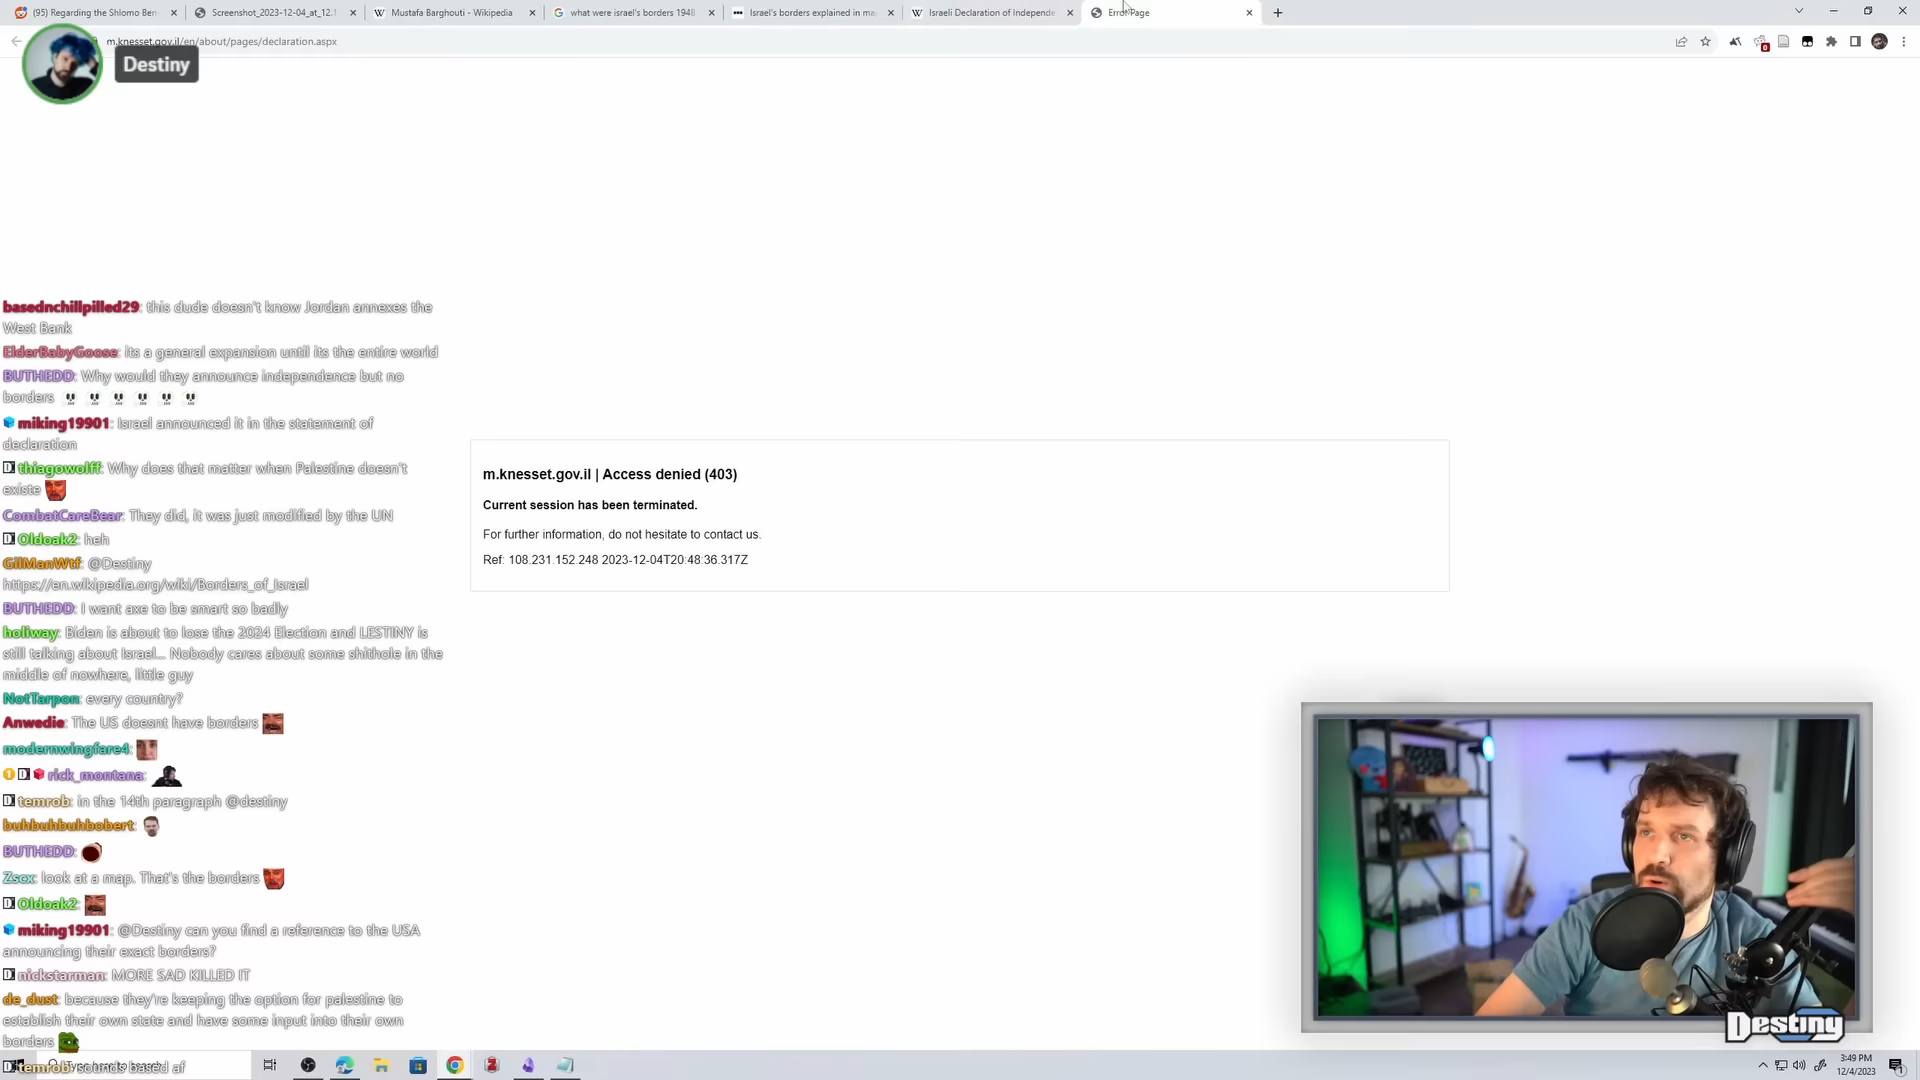 (95) Regarding the Shlomo Ben-
Screenshot_2023-12-04_at_12.1
Mustafa Barghouti - Wikipedia
what were israel's borders 1948
Israel's borders explained in ma
Israeli Declaration of Independe
Error Page
m.knesset.gov.il/en/about/pages/declaration.aspx
0
Destiny
basednchillpilled29: this dude doesn't know Jordan annexes the
West Bank
ElderBabyGoose: its a general expansion until its the entire world
BUTHEDD: Why would they announce independence but no
borders
miking19901: Israel announced it in the statement of
declaration
thiagowolff: Why does that matter when Palestine doesn't
existe
CombatCareBear: They did, it was just modified by the UN
Oldoak2: heh
GilManWtf: @Destiny
https://en.wikipedia.org/wiki/Borders_of_Israel
BUTHEDD: I want axe to be smart so badly
holiway: Biden is about to lose the 2024 Election and LESTINY is
still talking about Israel... Nobody cares about some shithole in the
middle of nowhere, little guy
NotTarpon: every country?
Anwedie: The US doesnt have borders
modernwingfare4:
rick_montana:
temrob: in the 14th paragraph @destiny
buhbuhbuhbobert:
BUTHEDD:
Zscx: look at a map. That's the borders
Oldoak2:
miking19901: @Destiny can you find a reference to the USA
announcing their exact borders?
nickstarman: MORE SAD KILLED IT
de_dust: because they're keeping the option for palestine to
establish their own state and have some input into their own
borders
temrob: sounds based af
m.knesset.gov.il | Access denied (403)
Current session has been terminated.
For further information, do not hesitate to contact us.
Ref: 108.231.152.248 2023-12-04T20:48:36.317Z
Destiny
3:49 PM
12/4/2023